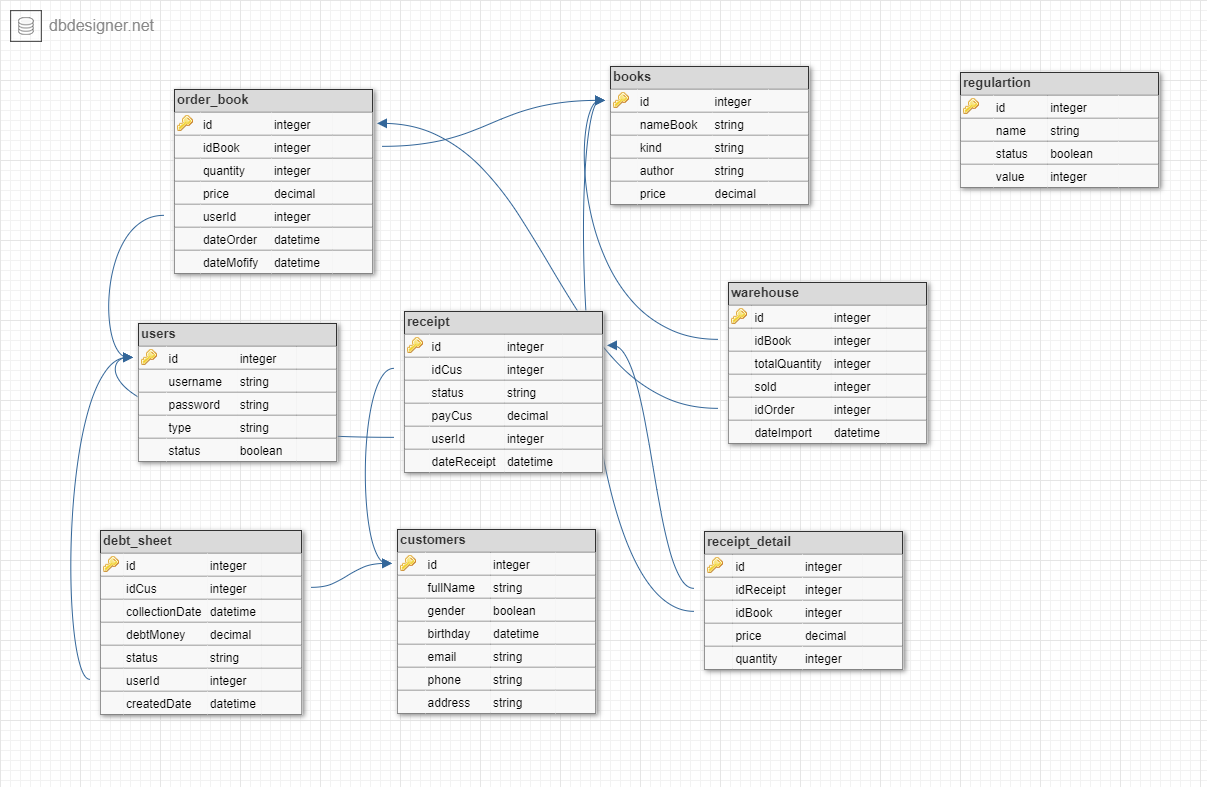 dbdesigner.net
order_book
id integer
idBook integer
quantity integer
price decimal
userId integer
dateOrder datetime
dateMofify datetime
books
id integer
nameBook string
kind string
author string
price decimal
regulartion
id integer
name string
status boolean
value integer
warehouse
id integer
idBook integer
totalQuantity integer
sold integer
idOrder integer
dateImport datetime
users
id integer
username string
password string
type string
status boolean
receipt
id integer
idCus integer
status string
payCus decimal
userId integer
dateReceipt datetime
debt_sheet
id integer
idCus integer
collectionDate datetime
debtMoney decimal
status string
userId integer
createdDate datetime
customers
id integer
fullName string
gender boolean
birthday datetime
email string
phone string
address string
receipt_detail
id integer
idReceipt integer
idBook integer
price decimal
quantity integer